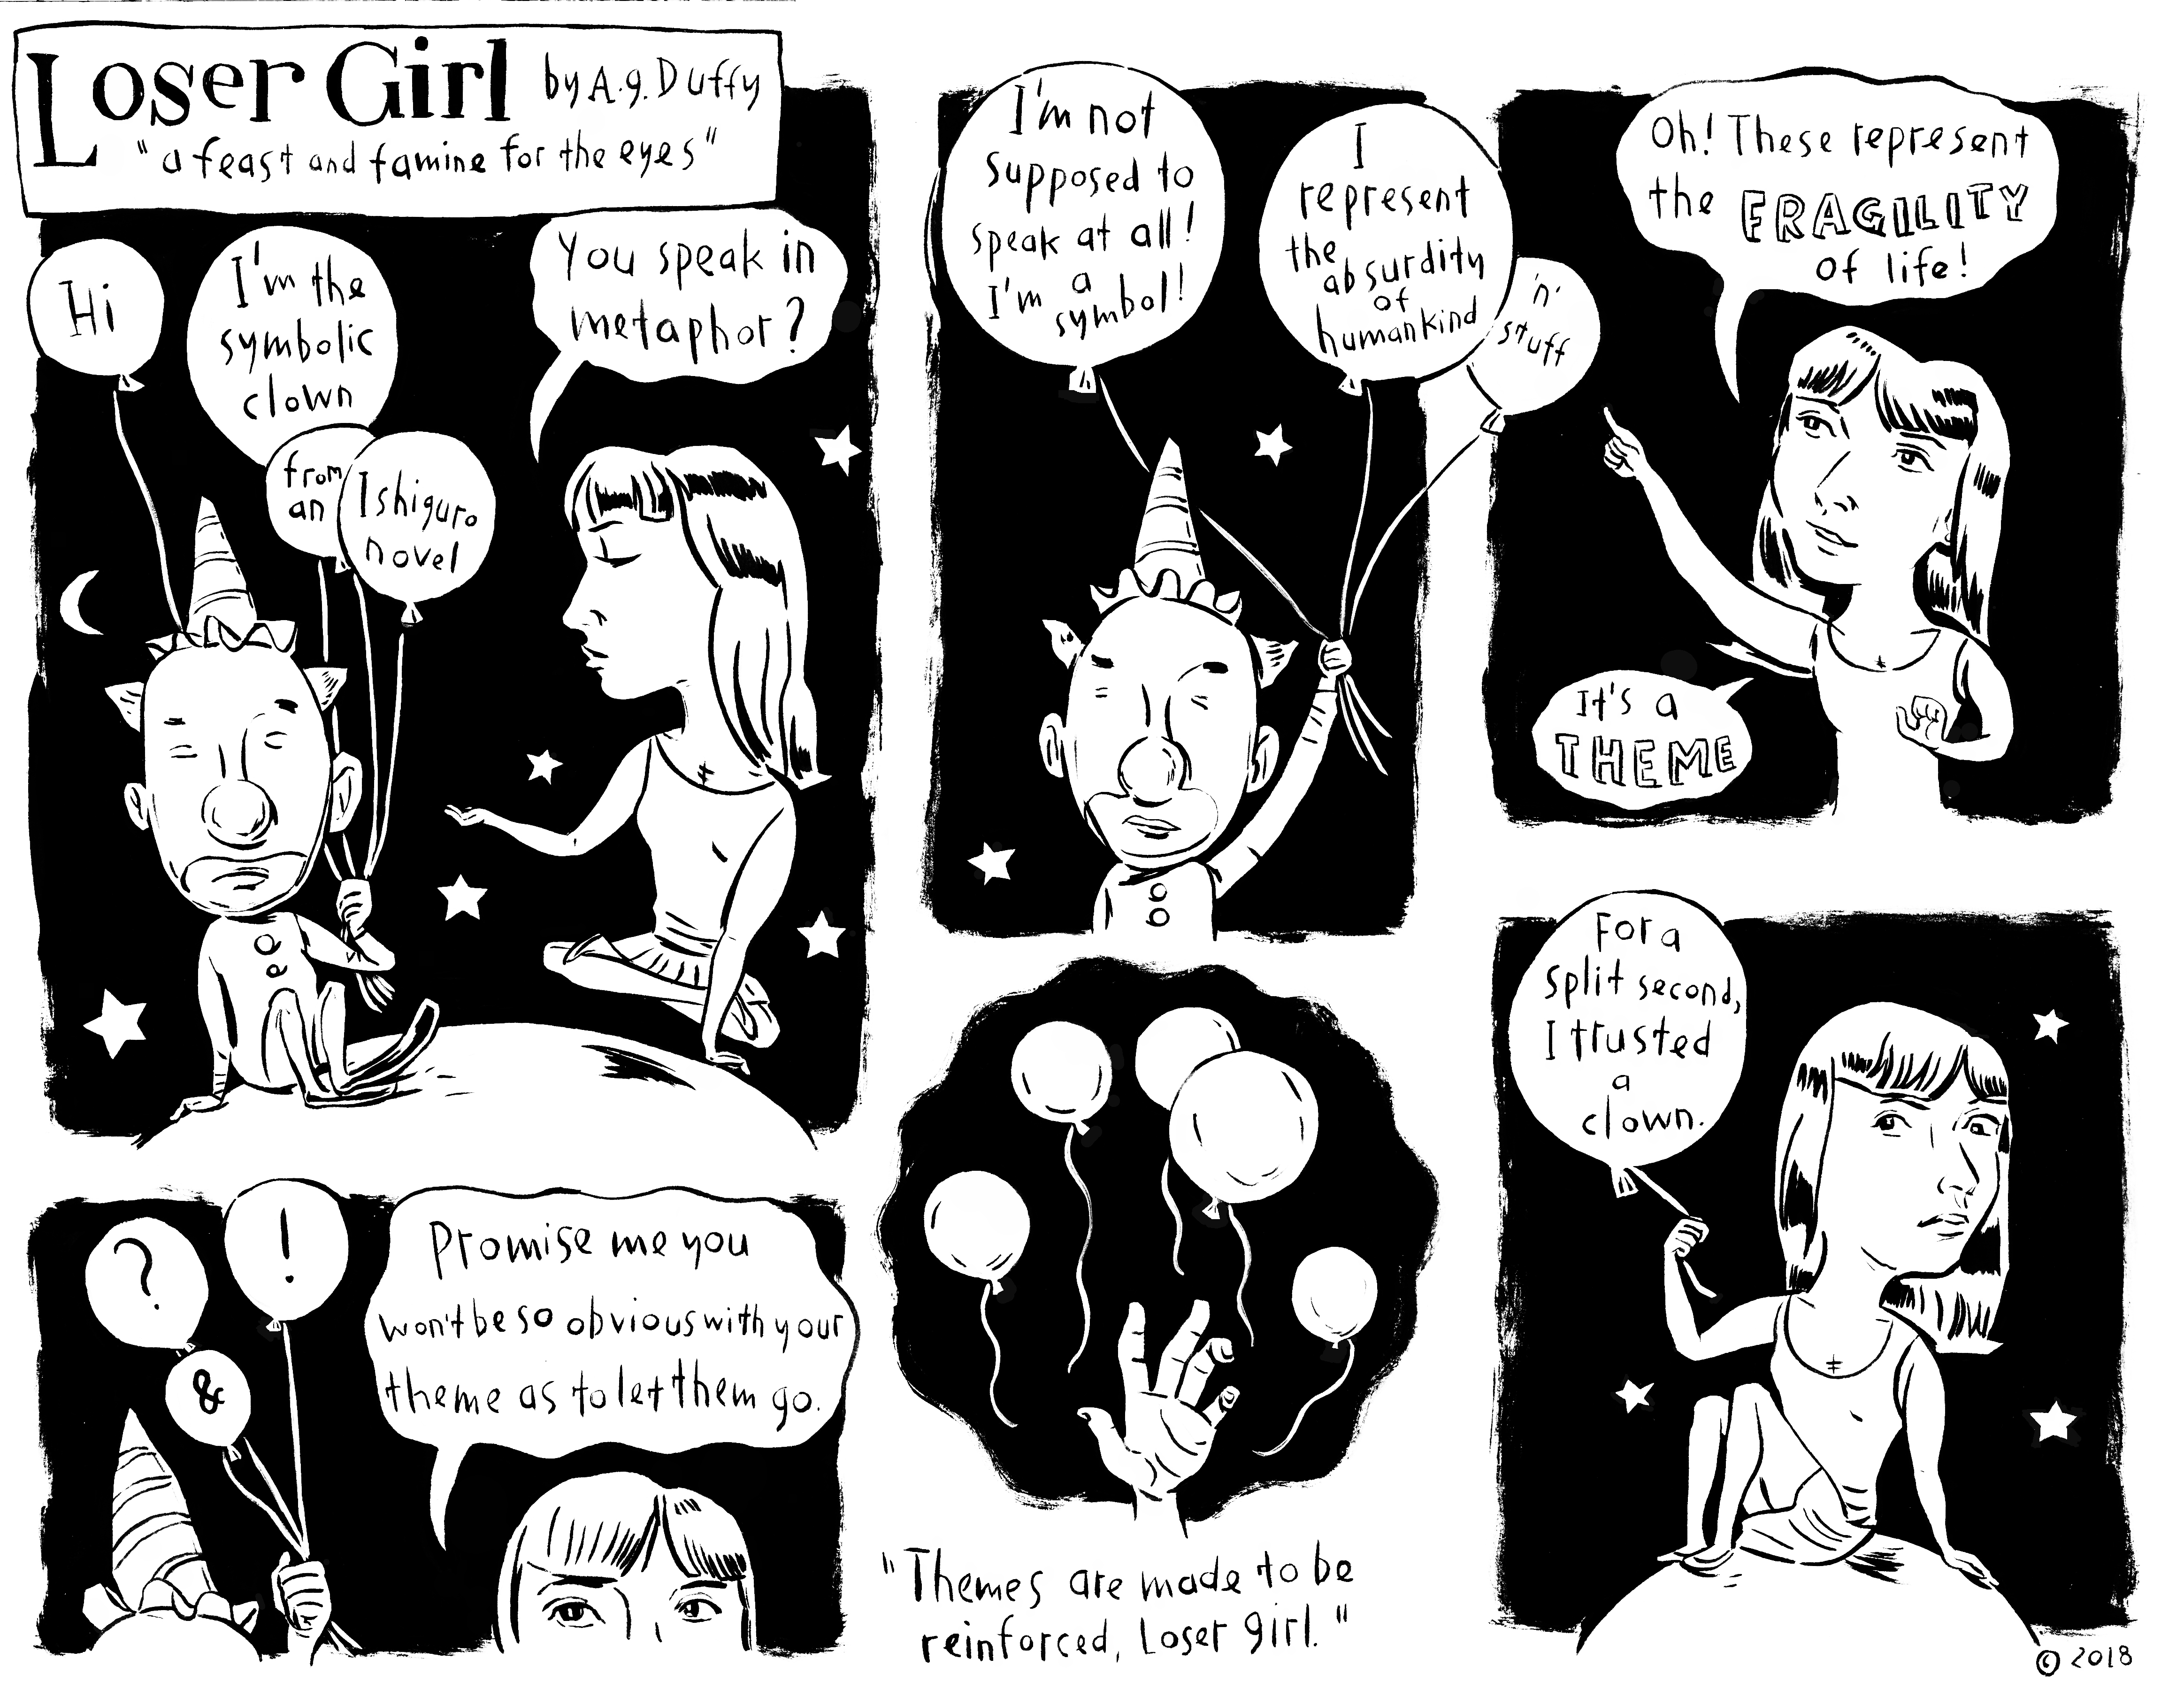 Loser Girl by A.g. Duffy
"a feast and famine for the eyes"
Hi
I'm the
symbolic
clown
from
an
Ishiguro
novel
You speak in
metaphor?
I'm not
supposed to
speak at all!
I'm a
symbol!
I
represent
the
absurdity
of
humankind
'n'
stuff
Oh! These represent
the FRAGILITY
of life!
It's a
THEME
?
!
&
Promise me you
won't be so obvious with your
theme as to let them go.
"Themes are made to be
reinforced, Loser girl."
For a
split second,
I trusted
a
clown.
© 2018